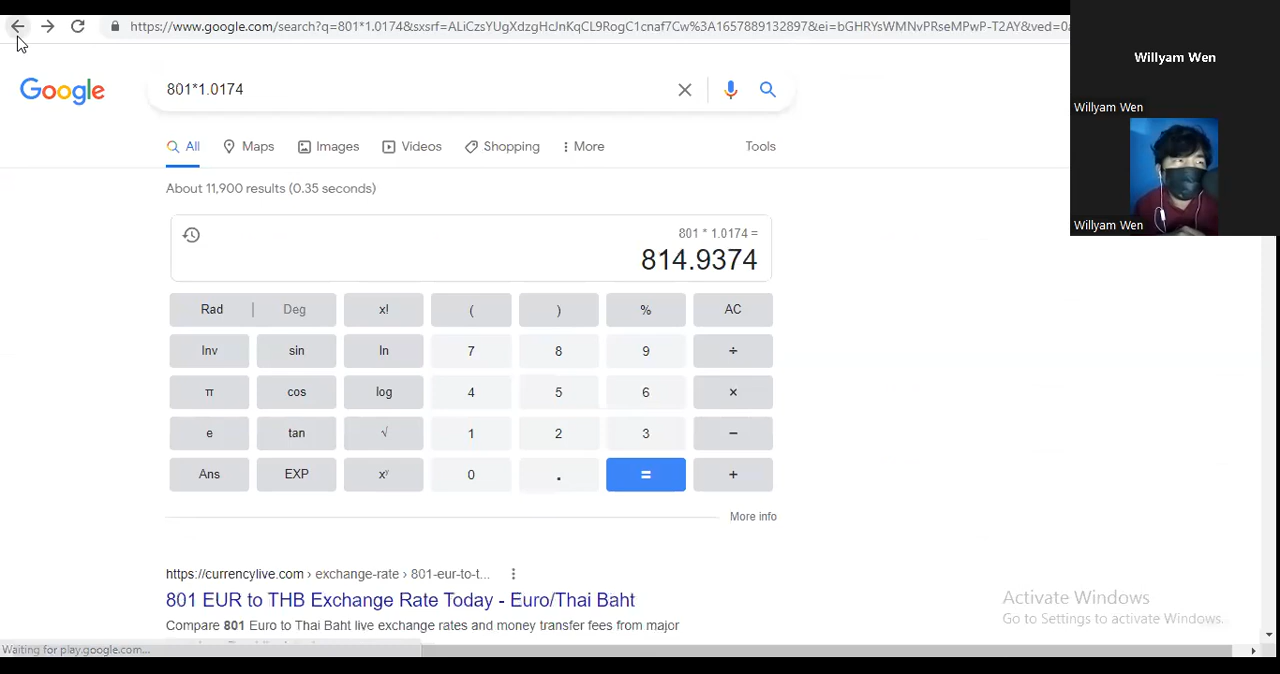 https://www.google.com/search?q=801*1.0174&sxsrf=ALiCzsYUgXdzgHcJnKqCL9RogC1cnaf7Cw%3A1657889132897&ei=bGHRYsWMNvPRseMPwP-T2AY&ved=0a
Willyam Wen
Willyam Wen
Willyam Wen
Google
801*1.0174
All Maps Images Videos Shopping More Tools
About 11,900 results (0.35 seconds)
801 * 1.0174 =
814.9374
Rad | Deg x! ( ) % AC
Inv sin ln 7 8 9 ÷
π cos log 4 5 6 ×
e tan √ 1 2 3 −
Ans EXP xʸ 0 . = +
More info
https://currencylive.com › exchange-rate › 801-eur-to-t...
801 EUR to THB Exchange Rate Today - Euro/Thai Baht
Compare 801 Euro to Thai Baht live exchange rates and money transfer fees from major
Activate Windows
Go to Settings to activate Windows.
Waiting for play.google.com...